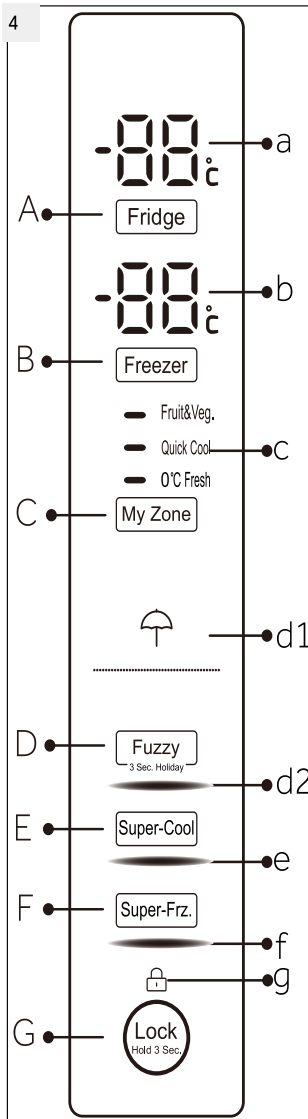 4
-88°c
a
A
Fridge
-88°c
b
B
Freezer
Fruit&Veg.
Quick Cool
c
0°C Fresh
C
My Zone
d1
D
Fuzzy
3 Sec. Holiday
d2
E
Super-Cool
e
F
Super-Frz.
f
g
G
Lock
Hold 3 Sec.